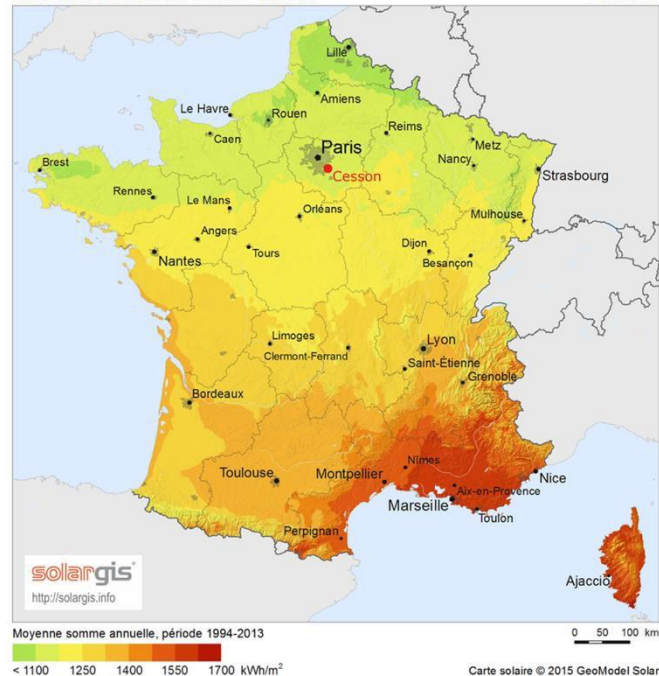 Lille
Amiens
Le Havre
Rouen
Caen
Reims
Metz
Paris
Nancy
Cesson
Brest
Strasbourg
Rennes
Le Mans
Orléans
Mulhouse
Angers
Dijon
Nantes
Tours
Besançon
Limoges
Lyon
Clermont-Ferrand
Saint-Étienne
Grenoble
Bordeaux
Nîmes
Toulouse
Montpellier
Nice
Aix-en-Provence
Marseille
Toulon
Perpignan
solargis
http://solargis.info
Ajaccio
Moyenne somme annuelle, période 1994-2013
0 50 100 km
< 1100 1250 1400 1550 1700 kWh/m²
Carte solaire © 2015 GeoModel Solar